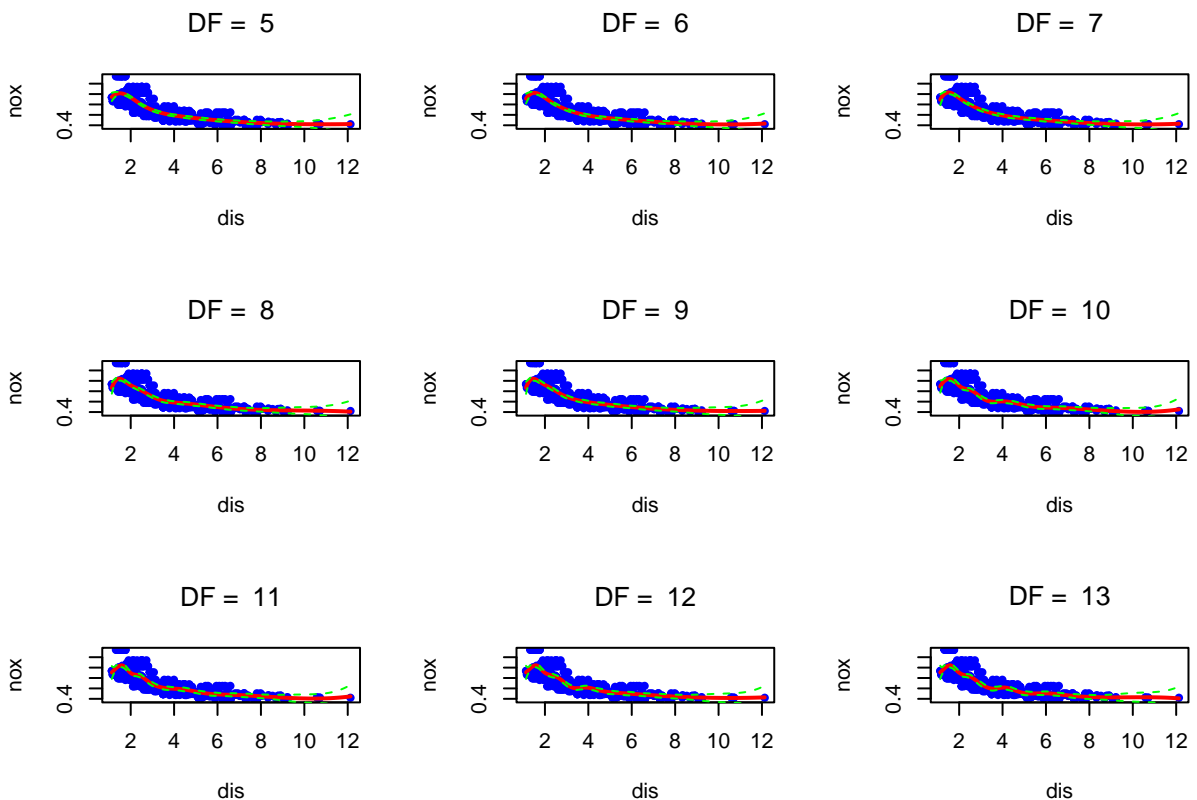 DF = 5
nox
0.4
2 4 6 8 10 12
dis
DF = 6
nox
0.4
2 4 6 8 10 12
dis
DF = 7
nox
0.4
2 4 6 8 10 12
dis
DF = 8
nox
0.4
2 4 6 8 10 12
dis
DF = 9
nox
0.4
2 4 6 8 10 12
dis
DF = 10
nox
0.4
2 4 6 8 10 12
dis
DF = 11
nox
0.4
2 4 6 8 10 12
dis
DF = 12
nox
0.4
2 4 6 8 10 12
dis
DF = 13
nox
0.4
2 4 6 8 10 12
dis